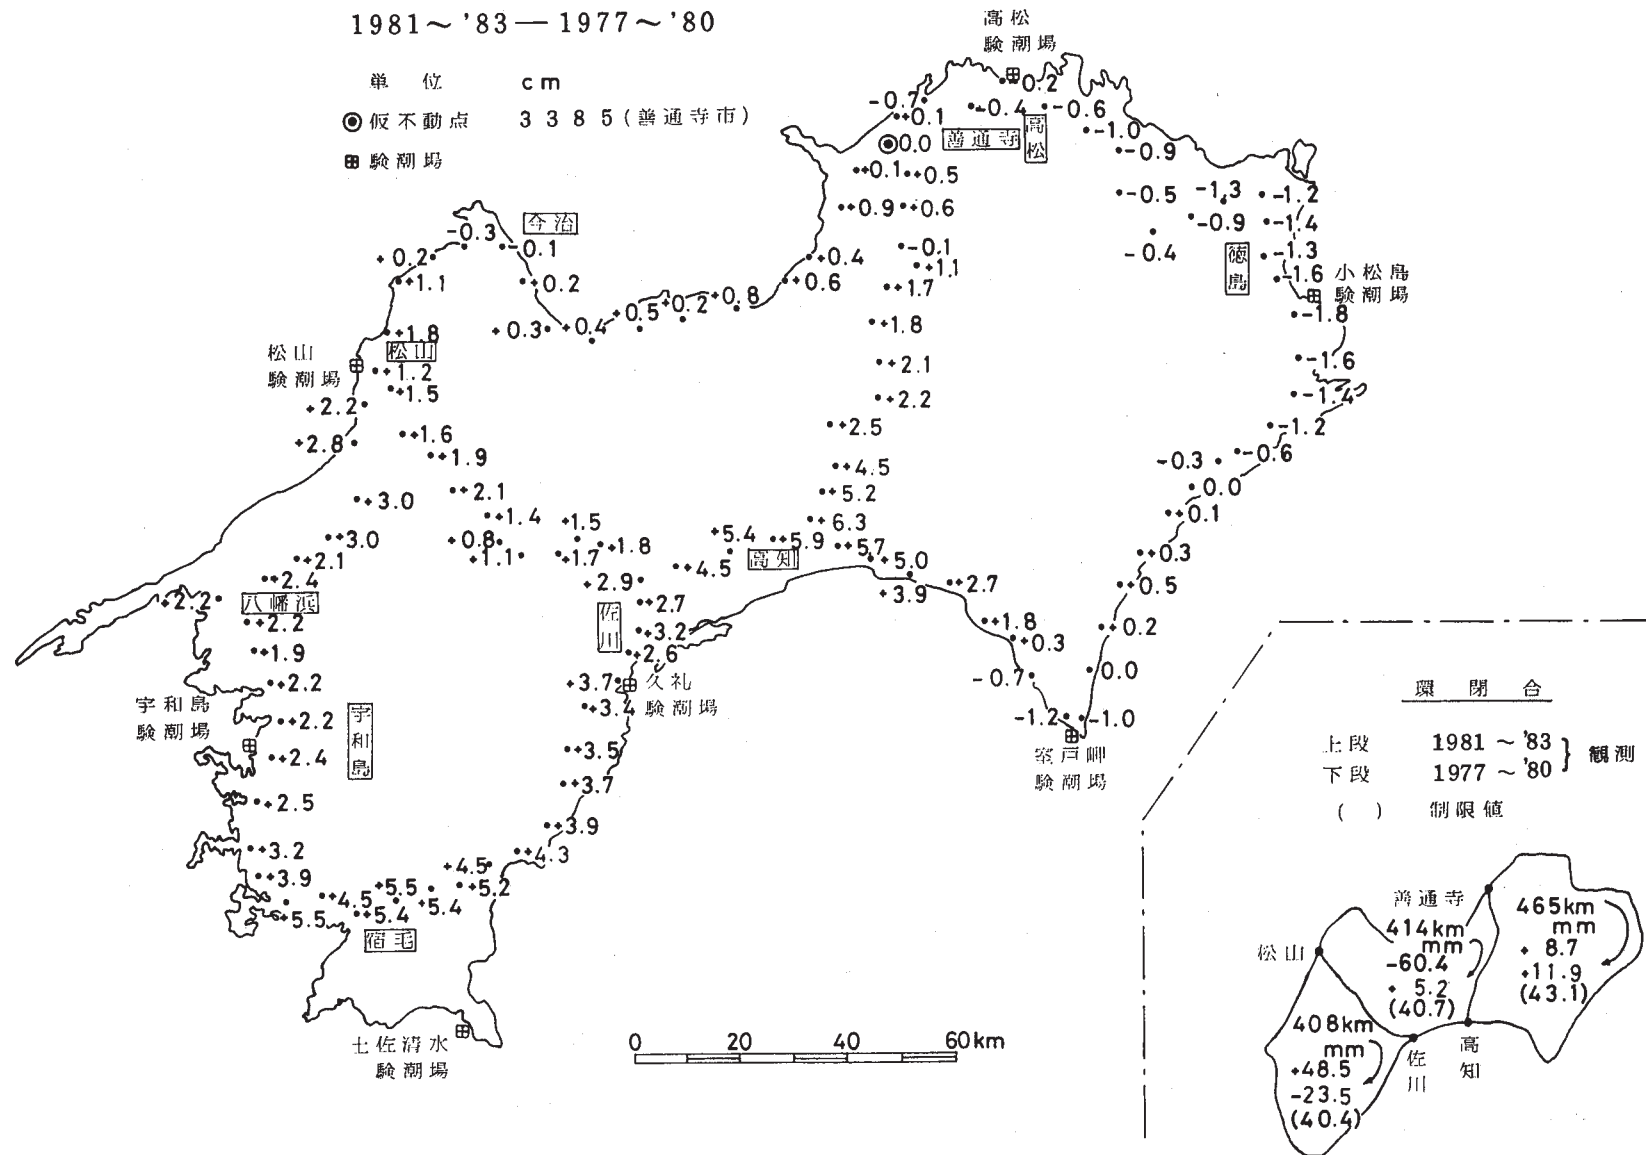 1981～'83―1977～'80
単位 cm
仮不動点 3385(善通寺市)
験潮場
高松
験潮場
-0.2
-0.7
-0.4
-0.6
+0.1
高松
-1.0
0.0
善通寺
-0.9
+0.1
+0.5
-0.5
-1.3
-1.2
+0.9
+0.6
-0.9
-1.4
今治
-0.3
-0.1
-0.1
-0.4
徳島
-1.3
+0.2
+0.4
+1.1
-1.6
小松島
験潮場
+1.1
+0.2
+0.6
+1.7
+0.8
+0.2
+0.5
-1.8
+0.3
+0.4
+1.8
+1.8
松山
験潮場
松山
-1.6
+1.2
+2.1
+1.5
-1.4
+2.2
+2.2
-1.2
+2.8
+1.6
+2.5
-0.6
+1.9
-0.3
+4.5
+2.1
+5.2
0.0
+3.0
+1.4
+1.5
+6.3
+0.1
+3.0
+0.8
+1.8
+5.4
+5.9
+5.7
+2.1
+1.1
+1.7
高知
+5.0
+0.3
+2.4
+4.5
+2.9
+2.7
+0.5
+2.2
八幡浜
+2.7
+3.9
佐川
+2.2
+1.8
+0.2
+3.2
+0.3
+1.9
+2.6
+2.2
+3.7
久礼
験潮場
-0.7
0.0
宇和島
験潮場
+2.2
宇和島
+3.4
-1.2
-1.0
室戸岬
験潮場
+2.4
+3.5
+2.5
+3.7
+3.9
+3.2
+4.3
+3.9
+4.5
+5.5
+5.2
+4.5
+5.4
+5.5
+5.4
宿毛
土佐清水
験潮場
0 20 40 60km
環閉合
上段 1981～'83
下段 1977～'80
} 観測
( ) 制限値
善通寺
465km
mm
+ 8.7
+11.9
(43.1)
414km
mm
-60.4
+ 5.2
(40.7)
松山
408km
mm
+48.5
-23.5
(40.4)
佐川
高知